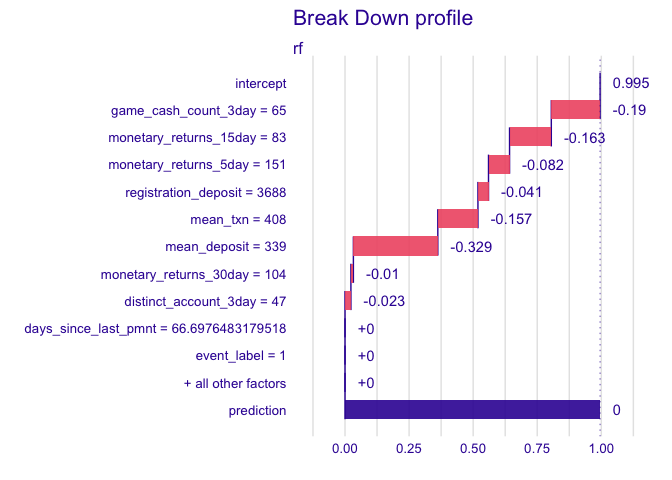 Break Down profile
rf
intercept 0.995
game_cash_count_3day = 65 -0.19
monetary_returns_15day = 83 -0.163
monetary_returns_5day = 151 -0.082
registration_deposit = 3688 -0.041
mean_txn = 408 -0.157
mean_deposit = 339 -0.329
monetary_returns_30day = 104 -0.01
distinct_account_3day = 47 -0.023
days_since_last_pmnt = 66.6976483179518 +0
event_label = 1 +0
+ all other factors +0
prediction 0
0.00 0.25 0.50 0.75 1.00